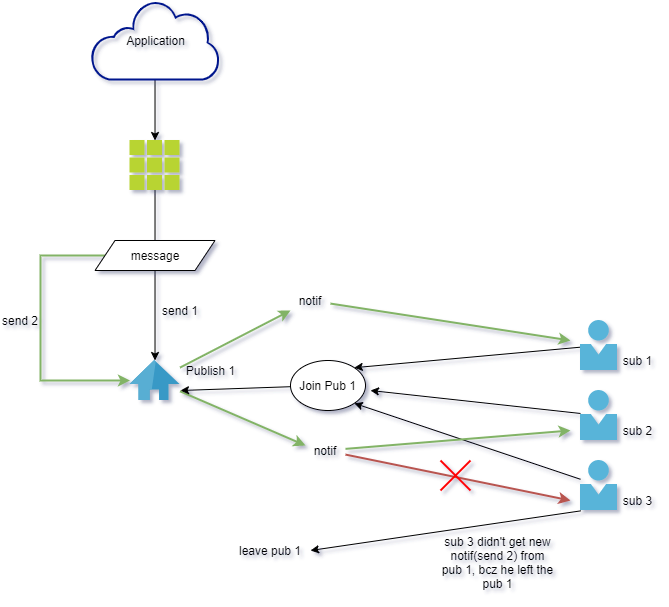 Application
message
send 1
send 2
notif
Publish 1
sub 1
Join Pub 1
sub 2
notif
sub 3
leave pub 1
sub 3 didn't get new
notif(send 2) from
pub 1, bcz he left the
pub 1